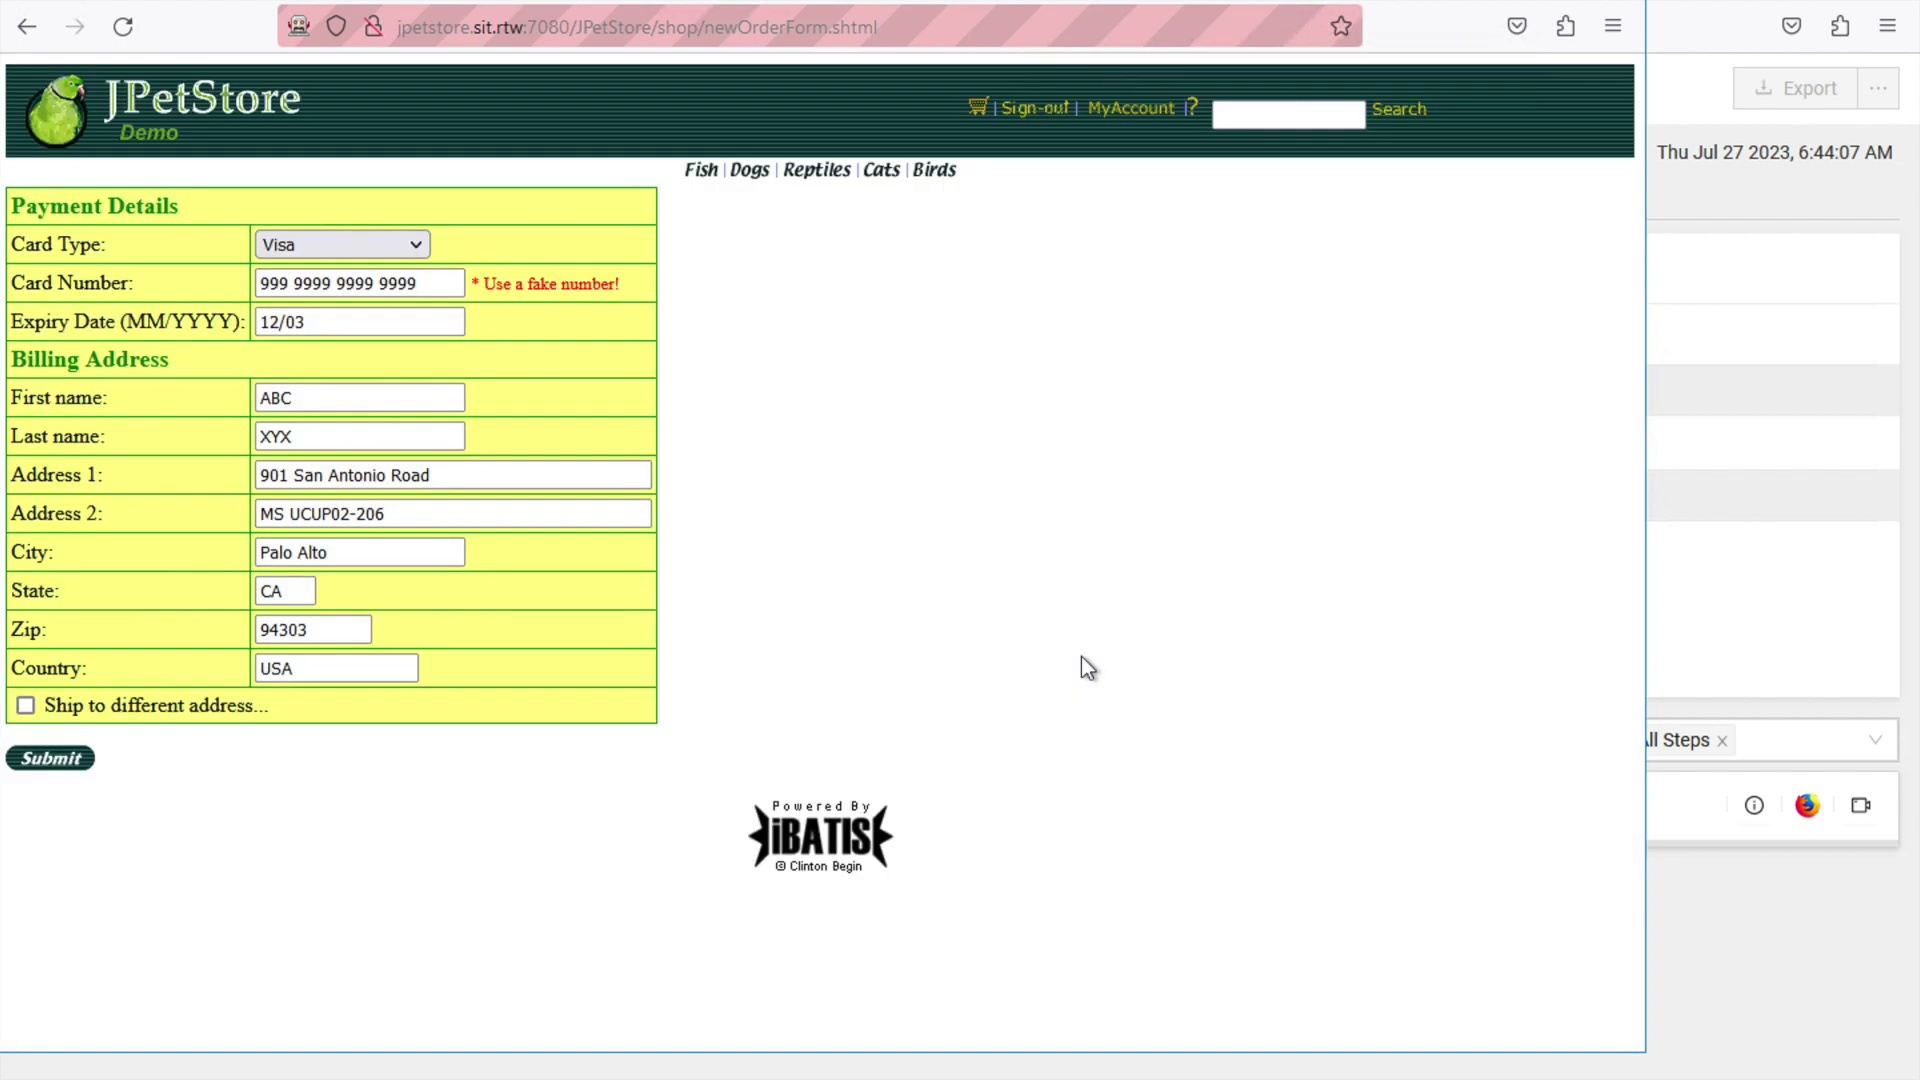 jpetstore.sit.rtw:7080/JPetStore/shop/newOrderForm.shtml
Export
JPetStore
Demo
| Sign-out | MyAccount | ? Search
Thu Jul 27 2023, 6:44:07 AM
Fish | Dogs | Reptiles | Cats | Birds
Payment Details
Card Type: Visa
Card Number: 999 9999 9999 9999 * Use a fake number!
Expiry Date (MM/YYYY): 12/03
Billing Address
First name: ABC
Last name: XYX
Address 1: 901 San Antonio Road
Address 2: MS UCUP02-206
City: Palo Alto
State: CA
Zip: 94303
Country: USA
Ship to different address...
ll Steps
Submit
Powered By
iBATIS
© Clinton Begin